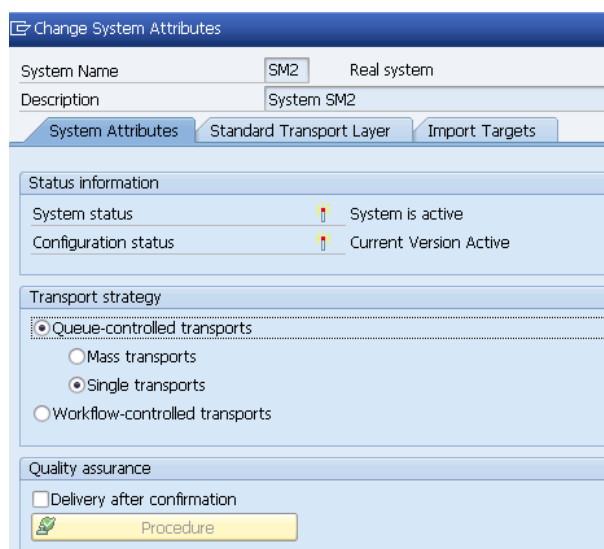 Change System Attributes
System Name SM2 Real system
Description System SM2
System Attributes Standard Transport Layer Import Targets
Status information
System status System is active
Configuration status Current Version Active
Transport strategy
Queue-controlled transports
Mass transports
Single transports
Workflow-controlled transports
Quality assurance
Delivery after confirmation
Procedure